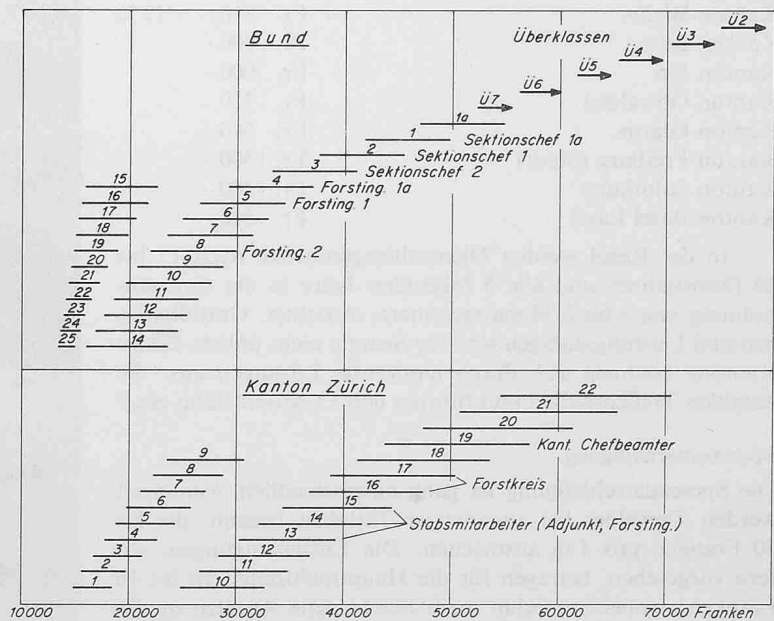 Bund
Überklassen
Ü2
Ü3
Ü4
Ü5
Ü6
Ü7
1a
1
Sektionschef 1a
2
Sektionschef 1
3
Sektionschef 2
4
Forsting. 1a
15
5
Forsting. 1
16
6
17
7
18
8
Forsting. 2
19
9
20
10
21
11
22
12
23
13
24
14
25
Kanton Zürich
22
21
20
19
Kant. Chefbeamter
18
9
17
8
16
Forstkreis
7
15
6
14
Stabsmitarbeiter (Adjunkt, Forsting.)
5
13
4
12
3
11
2
10
1
10000 20000 30000 40000 50000 60000 70000 Franken